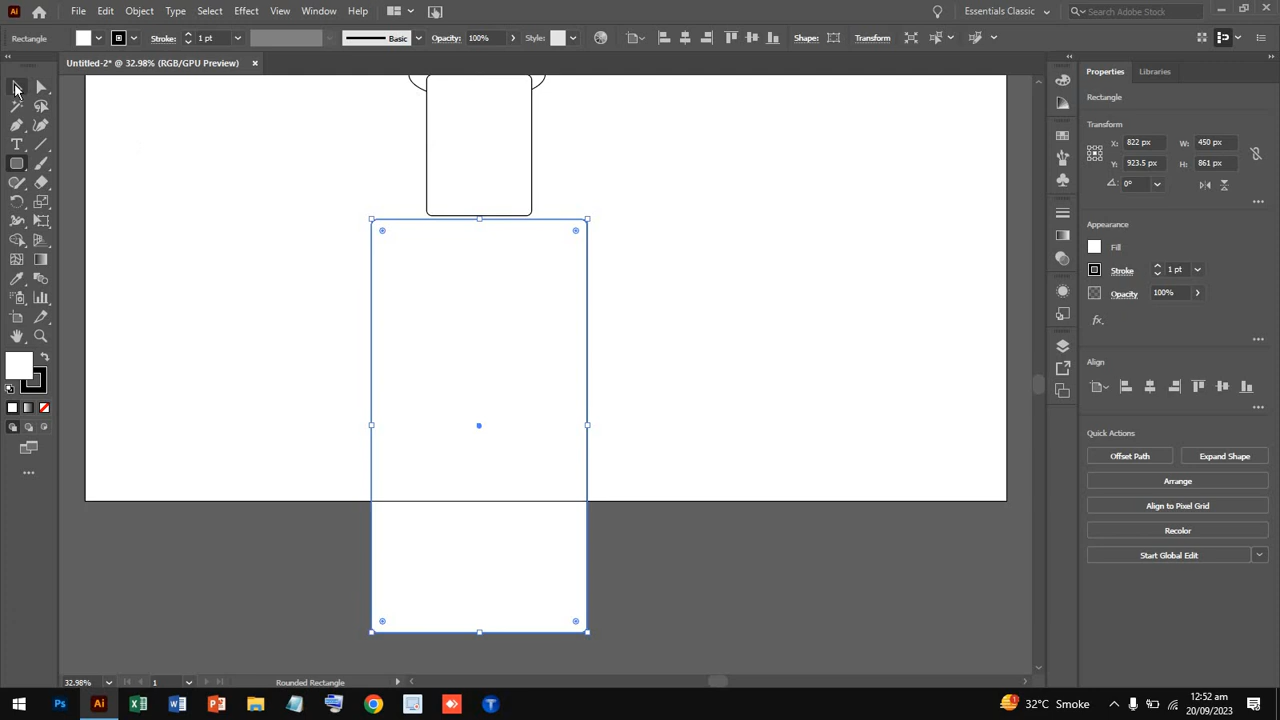 Ai File Edit Object Type Select Effect View Window Help Essentials Classic Search Adobe Stock
Rectangle Stroke: 1 pt Basic Opacity: 100% Style: Shape: Transform
Untitled-2* @ 32.98% (RGB/GPU Preview) ×
Properties Libraries
Rectangle
Transform
X: 822 px W: 450 px
Y: 923.5 px H: 861 px
0°
Appearance
Fill
Stroke 1 pt
Opacity 100%
fx.
Align
Quick Actions
Offset Path Expand Shape
Arrange
Align to Pixel Grid
Recolor
Start Global Edit
32.98% 1 Rounded Rectangle
Ps Ai 32°C Smoke 12:52 am
20/09/2023